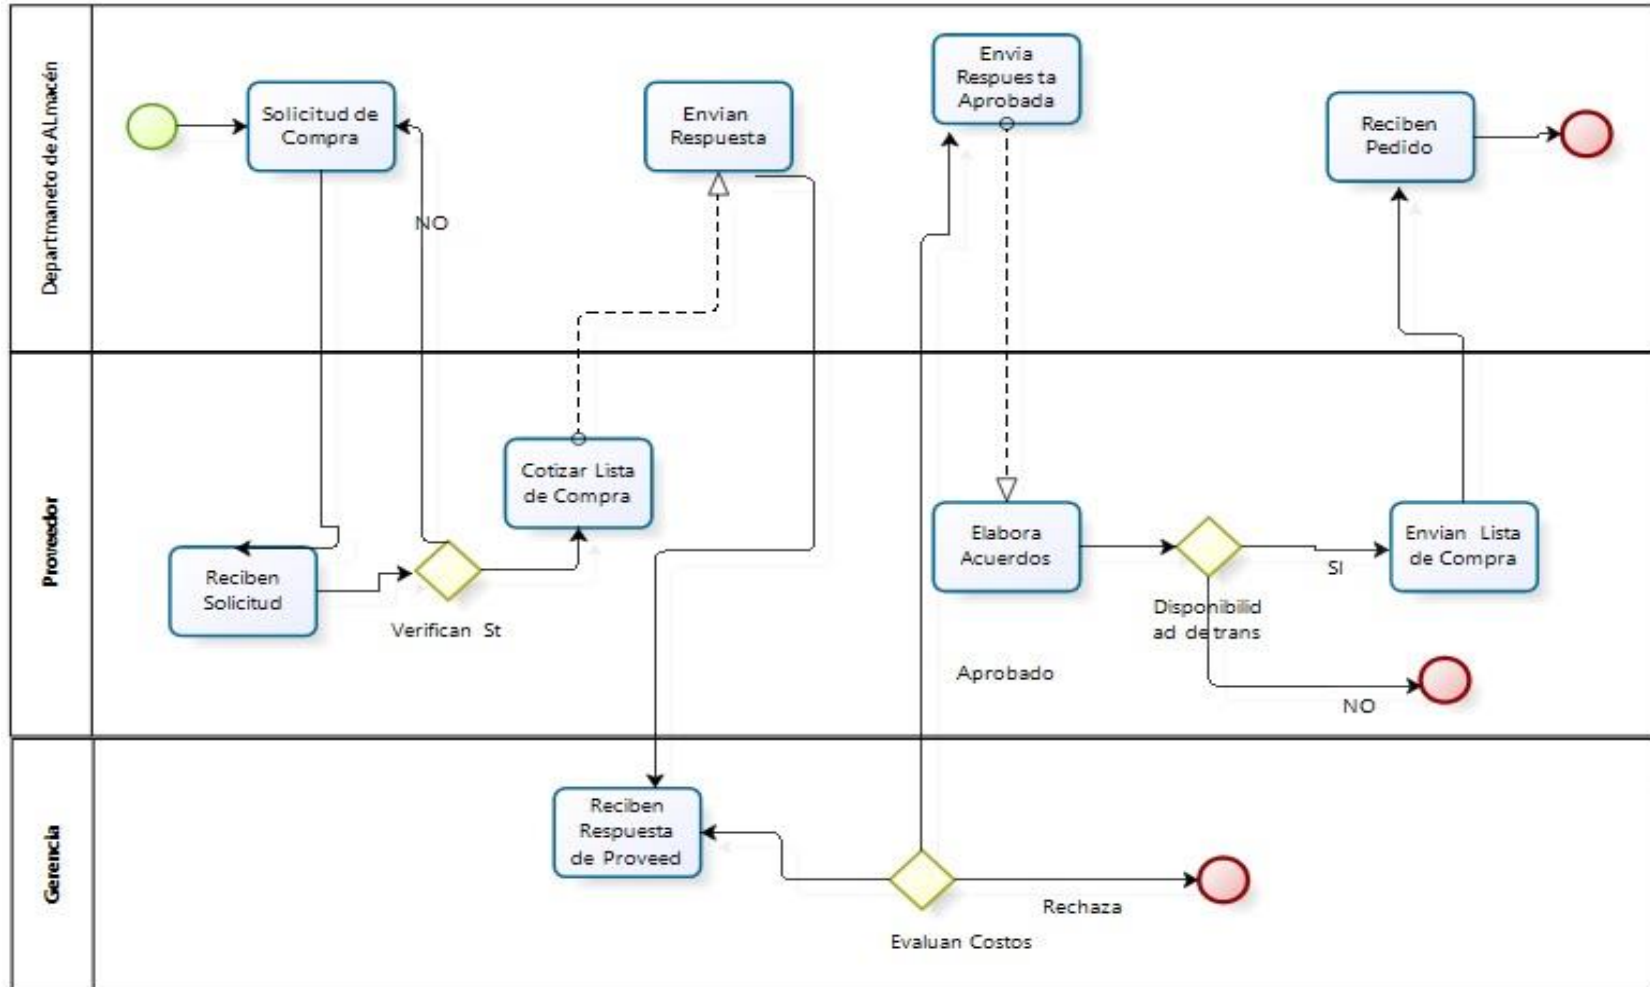 Departmaneto de ALmacén
Solicitud de
Compra
NO
Envian
Respuesta
Envia
Respuesta
Aprobada
Reciben
Pedido
Proveedor
Reciben
Solicitud
Verifican St
Cotizar Lista
de Compra
Elabora
Acuerdos
Aprobado
Disponibilid
ad de trans
SI
NO
Envian Lista
de Compra
Gerencia
Reciben
Respuesta
de Proveed
Evaluan Costos
Rechaza